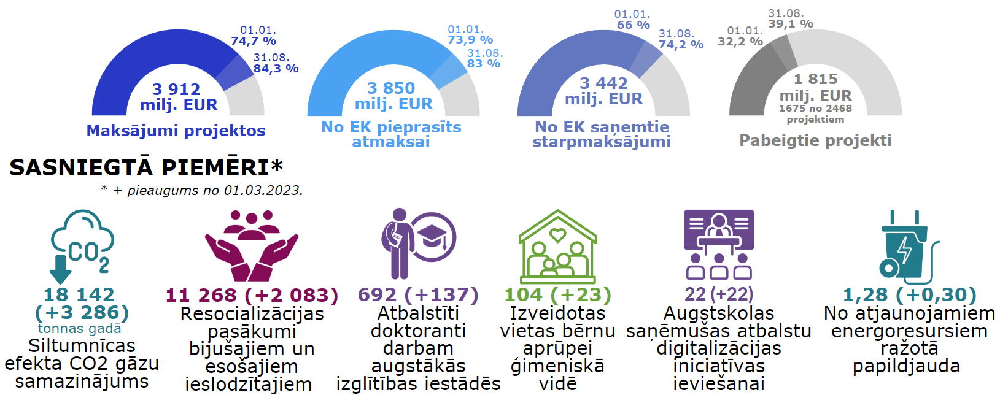 01.01.
74,7 %
31.08.
84,3 %
3 912
milj. EUR
Maksājumi projektos
01.01.
73,9 %
31.08.
83 %
3 850
milj. EUR
No EK pieprasīts
atmaksai
01.01.
66 %
31.08.
74,2 %
3 442
milj. EUR
No EK saņemtie
starpmaksājumi
31.08.
39,1 %
01.01.
32,2 %
1 815
milj. EUR
1675 no 2468
projektiem
Pabeigtie projekti
SASNIEGTĀ PIEMĒRI*
* + pieaugums no 01.03.2023.
CO2
18 142
(+3 286)
tonnas gadā
Siltumnīcas
efekta CO2 gāzu
samazinājums
11 268 (+2 083)
Resocializācijas
pasākumi
bijušajiem un
esošajiem
ieslodzītajiem
692 (+137)
Atbalstīti
doktoranti
darbam
augstākās
izglītības iestādēs
104 (+23)
Izveidotas
vietas bērnu
aprūpei
ģimeniskā
vidē
22 (+22)
Augstskolas
saņēmušas atbalstu
digitalizācijas
iniciatīvas
ieviešanai
1,28 (+0,30)
No atjaunojamiem
energoresursiem
ražotā
papildjauda